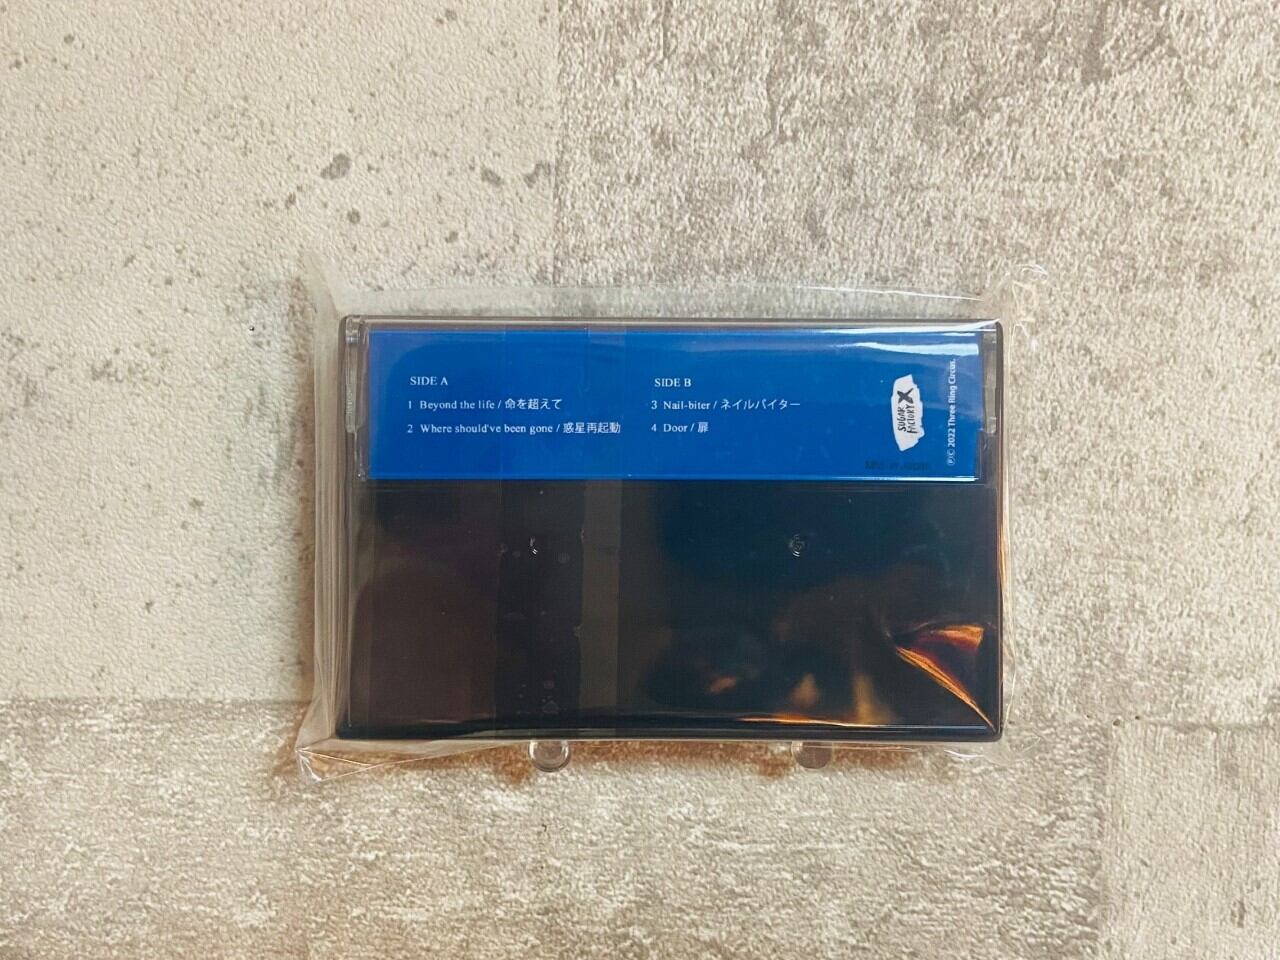 SIDE A
1 Beyond the life / 命を超えて
2 Where should've been gone / 惑星再起動
SIDE B
3 Nail-biter / ネイルバイター
4 Door / 扉
SUGAR
FACTORY
Ⓟ© 2022 Three Ring Circus.
Made in Japan